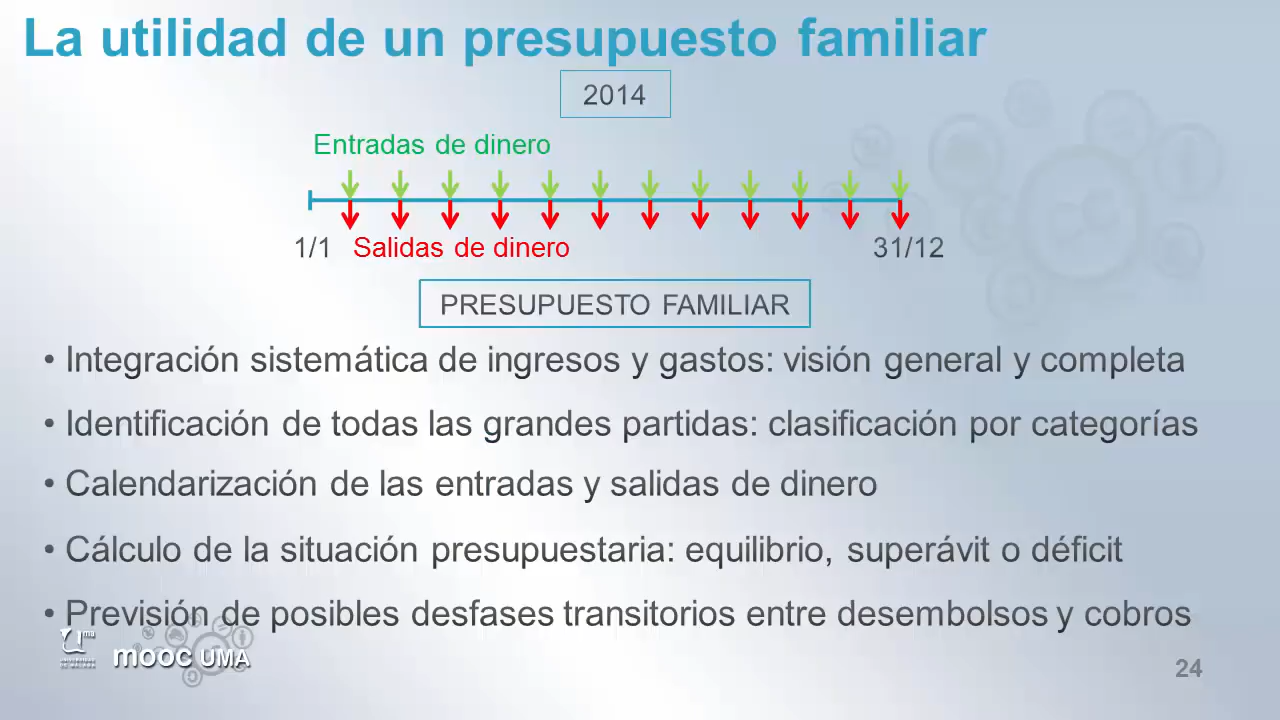 La utilidad de un presupuesto familiar
2014
Entradas de dinero
1/1
Salidas de dinero
31/12
PRESUPUESTO FAMILIAR
• Integración sistemática de ingresos y gastos: visión general y completa
• Identificación de todas las grandes partidas: clasificación por categorías
• Calendarización de las entradas y salidas de dinero
• Cálculo de la situación presupuestaria: equilibrio, superávit o déficit
• Previsión de posibles desfases transitorios entre desembolsos y cobros
mooc UMA
24